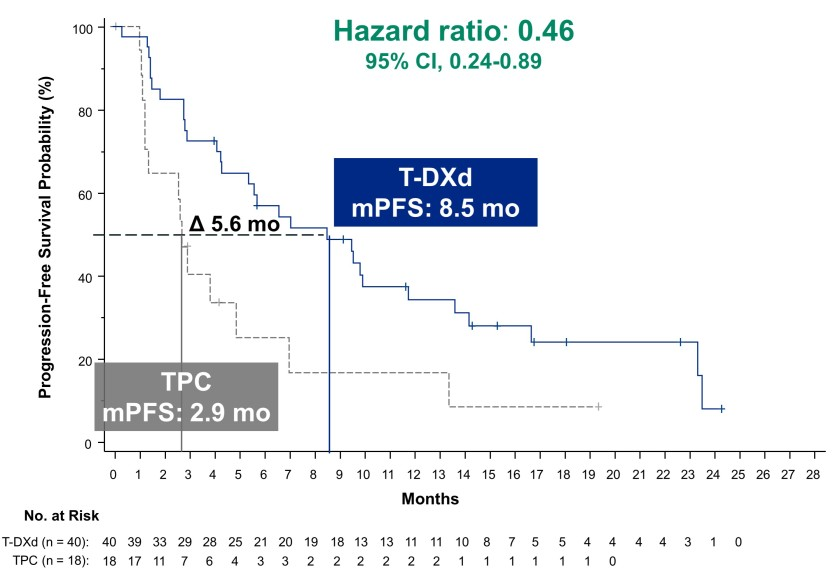 Hazard ratio: 0.46
95% CI, 0.24-0.89
Progression-Free Survival Probability (%)
100
80
60
40
20
0
T-DXd
mPFS: 8.5 mo
Δ 5.6 mo
TPC
mPFS: 2.9 mo
0 1 2 3 4 5 6 7 8 9 10 11 12 13 14 15 16 17 18 19 20 21 22 23 24 25 26 27 28
Months
No. at Risk
T-DXd (n = 40): 40 39 33 29 28 25 21 20 19 18 13 13 11 11 10 8 7 5 5 4 4 4 4 3 1 0
TPC (n = 18): 18 17 11 7 6 4 3 3 2 2 2 2 2 2 1 1 1 1 1 1 0